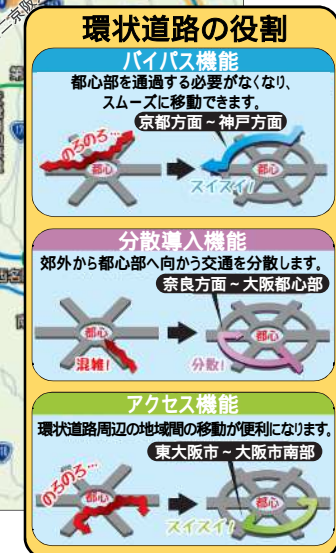 環状道路の役割
バイパス機能
都心部を通過する必要がなくなり、
スムーズに移動できます。
京都方面~神戸方面
のろのろ…
都心
都心
スイスイ!
分散導入機能
郊外から都心部へ向かう交通を分散します。
奈良方面~大阪都心部
都心
都心
混雑!
分散!
アクセス機能
環状道路周辺の地域間の移動が便利になります。
東大阪市~大阪市南部
のろのろ…
都心
都心
スイスイ!